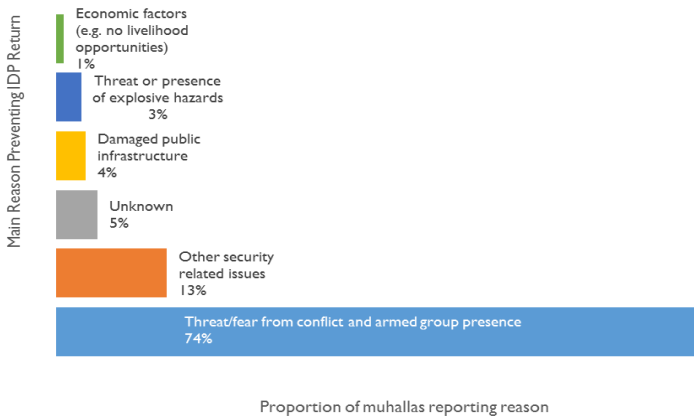 Main Reason Preventing IDP Return
Economic factors
(e.g. no livelihood
opportunities)
1%
Threat or presence
of explosive hazards
3%
Damaged public
infrastructure
4%
Unknown
5%
Other security
related issues
13%
Threat/fear from conflict and armed group presence
74%
Proportion of muhallas reporting reason